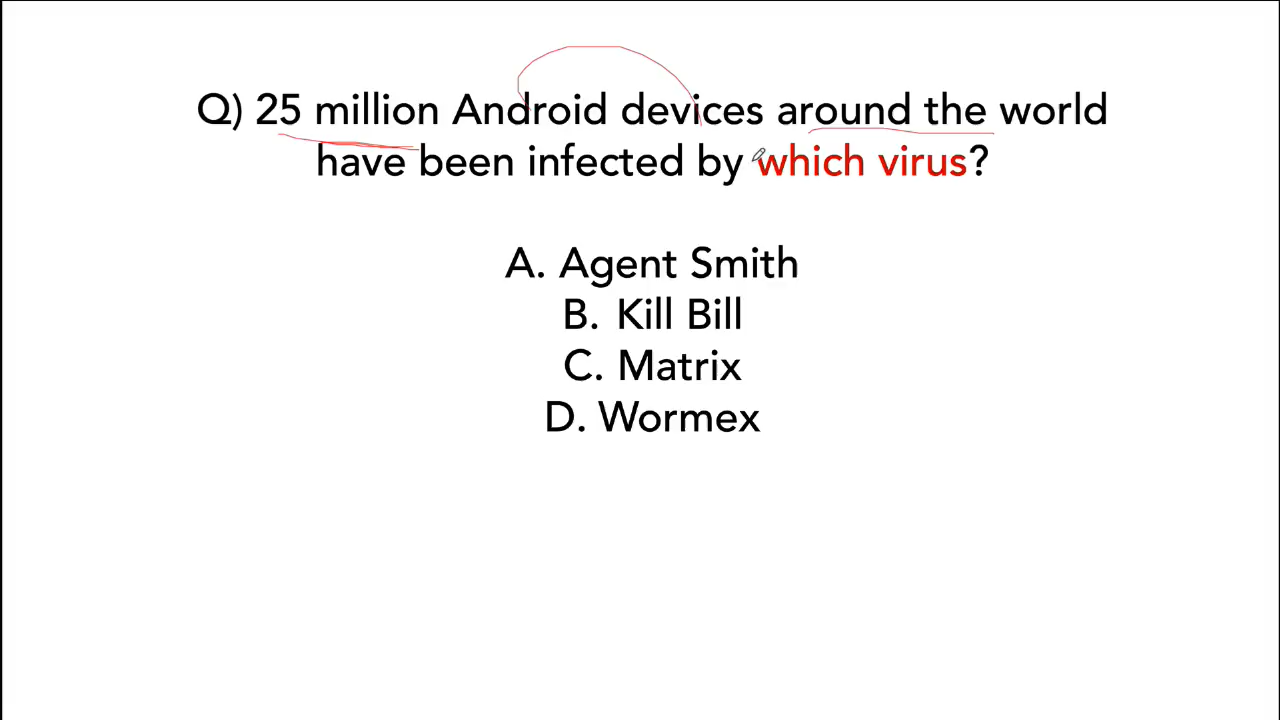 Q) 25 million Android devices around the world
have been infected by which virus?
A. Agent Smith
B. Kill Bill
C. Matrix
D. Wormex